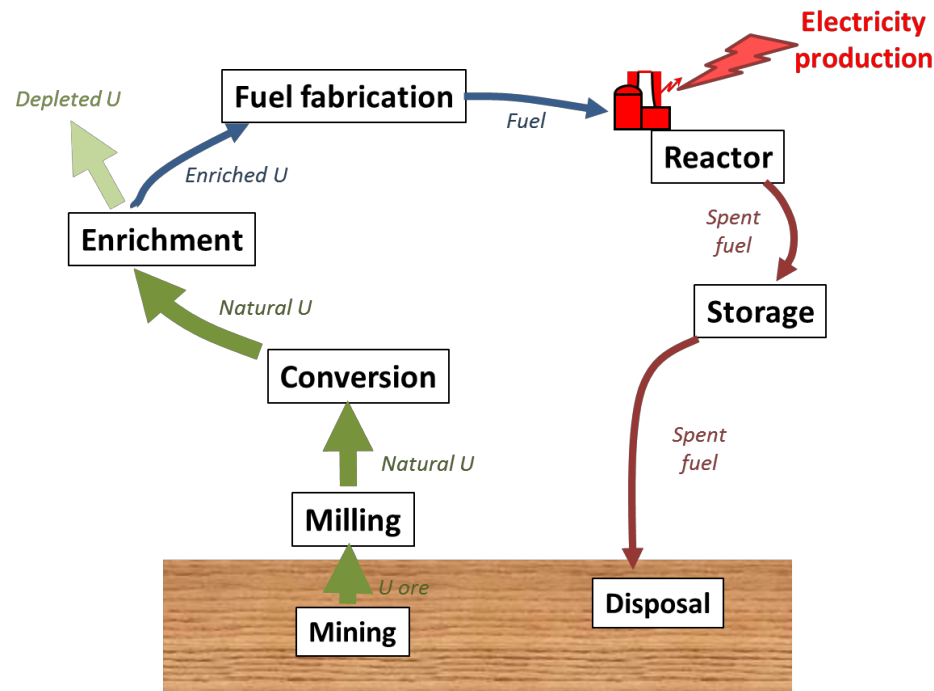 Electricity
production
Depleted U
Fuel fabrication
Fuel
Enriched U
Reactor
Spent
fuel
Enrichment
Storage
Natural U
Conversion
Spent
fuel
Natural U
Milling
U ore
Mining
Disposal